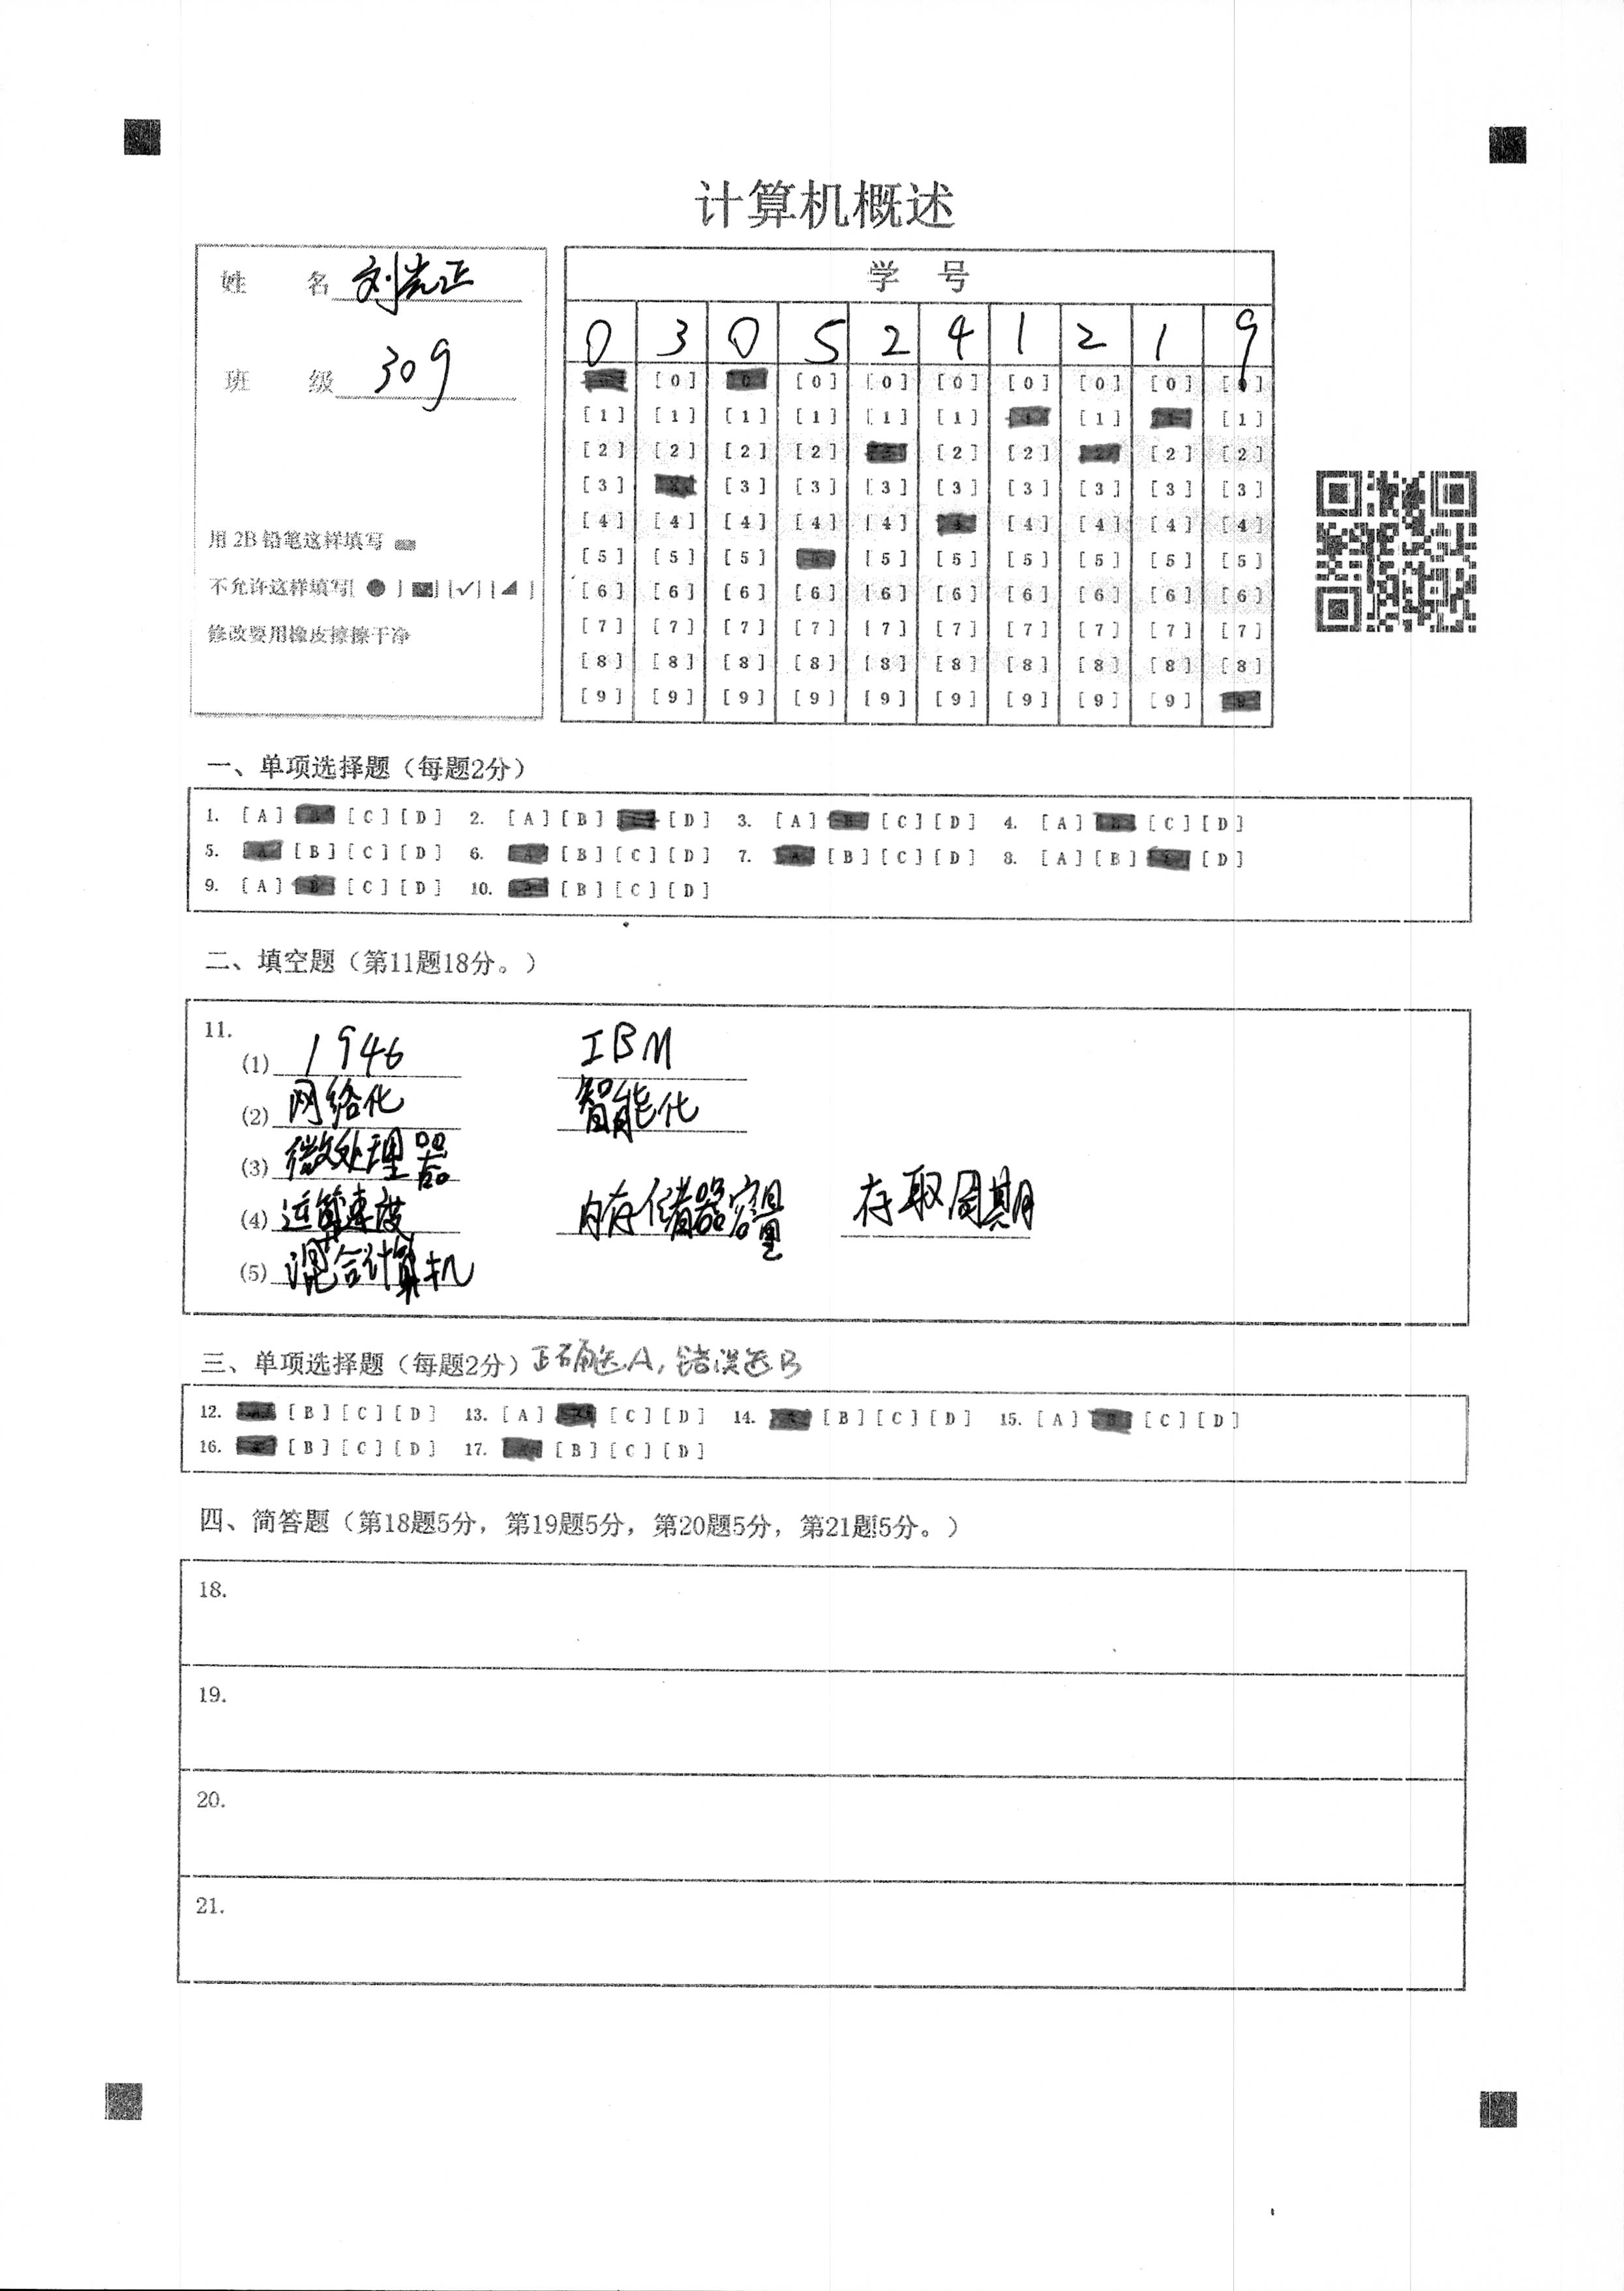 计算机概述
姓 名 刘光正
班 级 309
用 2B 铅笔这样填写
不允许这样填写[ ● ] [✓] [◢ ]
修改要用橡皮擦擦干净
学 号
0 3 0 5 2 4 1 2 1 9
[0] [0] [0] [0] [0] [0] [0] [0]
[1] [1] [1] [1] [1] [1] [1] [1]
[2] [2] [2] [2] [2] [2] [2] [2]
[3] [3] [3] [3] [3] [3] [3] [3] [3]
[4] [4] [4] [4] [4] [4] [4] [4] [4]
[5] [5] [5] [5] [5] [5] [5] [5] [5]
[6] [6] [6] [6] [6] [6] [6] [6] [6] [6]
[7] [7] [7] [7] [7] [7] [7] [7] [7] [7]
[8] [8] [8] [8] [8] [8] [8] [8] [8] [8]
[9] [9] [9] [9] [9] [9] [9] [9] [9]
一、单项选择题（每题2分）
1. [A] [C] [D] 2. [A] [B] [D] 3. [A] [C] [D] 4. [A] [C] [D]
5. [B] [C] [D] 6. [B] [C] [D] 7. [B] [C] [D] 8. [A] [B] [D]
9. [A] [C] [D] 10. [B] [C] [D]
二、填空题（第11题18分。）
11.
(1) 1946 IBM
(2) 网络化 智能化
(3) 微处理器
(4) 运算速度 内存储器容量 存取周期
(5) 混合计算机
三、单项选择题（每题2分）正确选A，错误选B
12. [B] [C] [D] 13. [A] [C] [D] 14. [B] [C] [D] 15. [A] [C] [D]
16. [B] [C] [D] 17. [B] [C] [D]
四、简答题（第18题5分，第19题5分，第20题5分，第21题5分。）
18.
19.
20.
21.